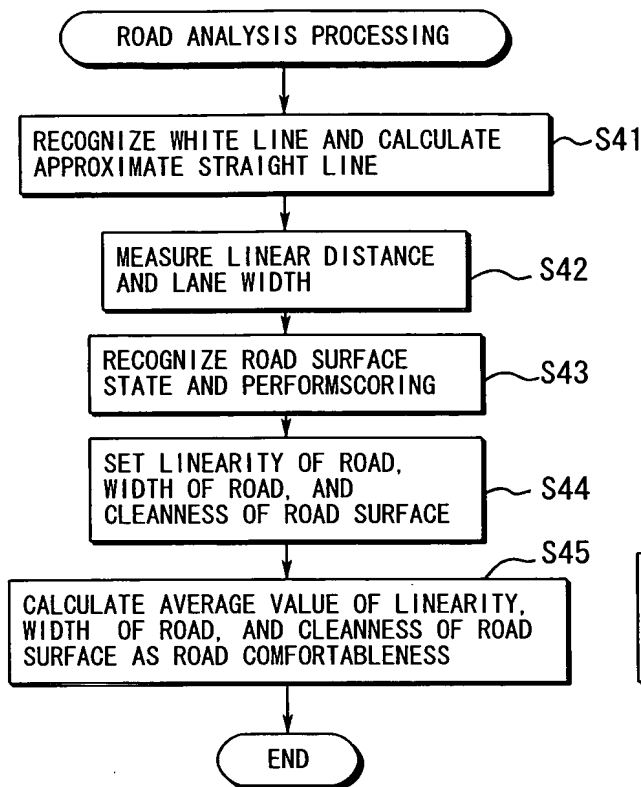 ROAD ANALYSIS PROCESSING
RECOGNIZE WHITE LINE AND CALCULATE
APPROXIMATE STRAIGHT LINE
S41
MEASURE LINEAR DISTANCE
AND LANE WIDTH
S42
RECOGNIZE ROAD SURFACE
STATE AND PERFORMSCORING
S43
SET LINEARITY OF ROAD,
WIDTH OF ROAD, AND
CLEANNESS OF ROAD SURFACE
S44
S45
CALCULATE AVERAGE VALUE OF LINEARITY,
WIDTH OF ROAD, AND CLEANNESS OF ROAD
SURFACE AS ROAD COMFORTABLENESS
END